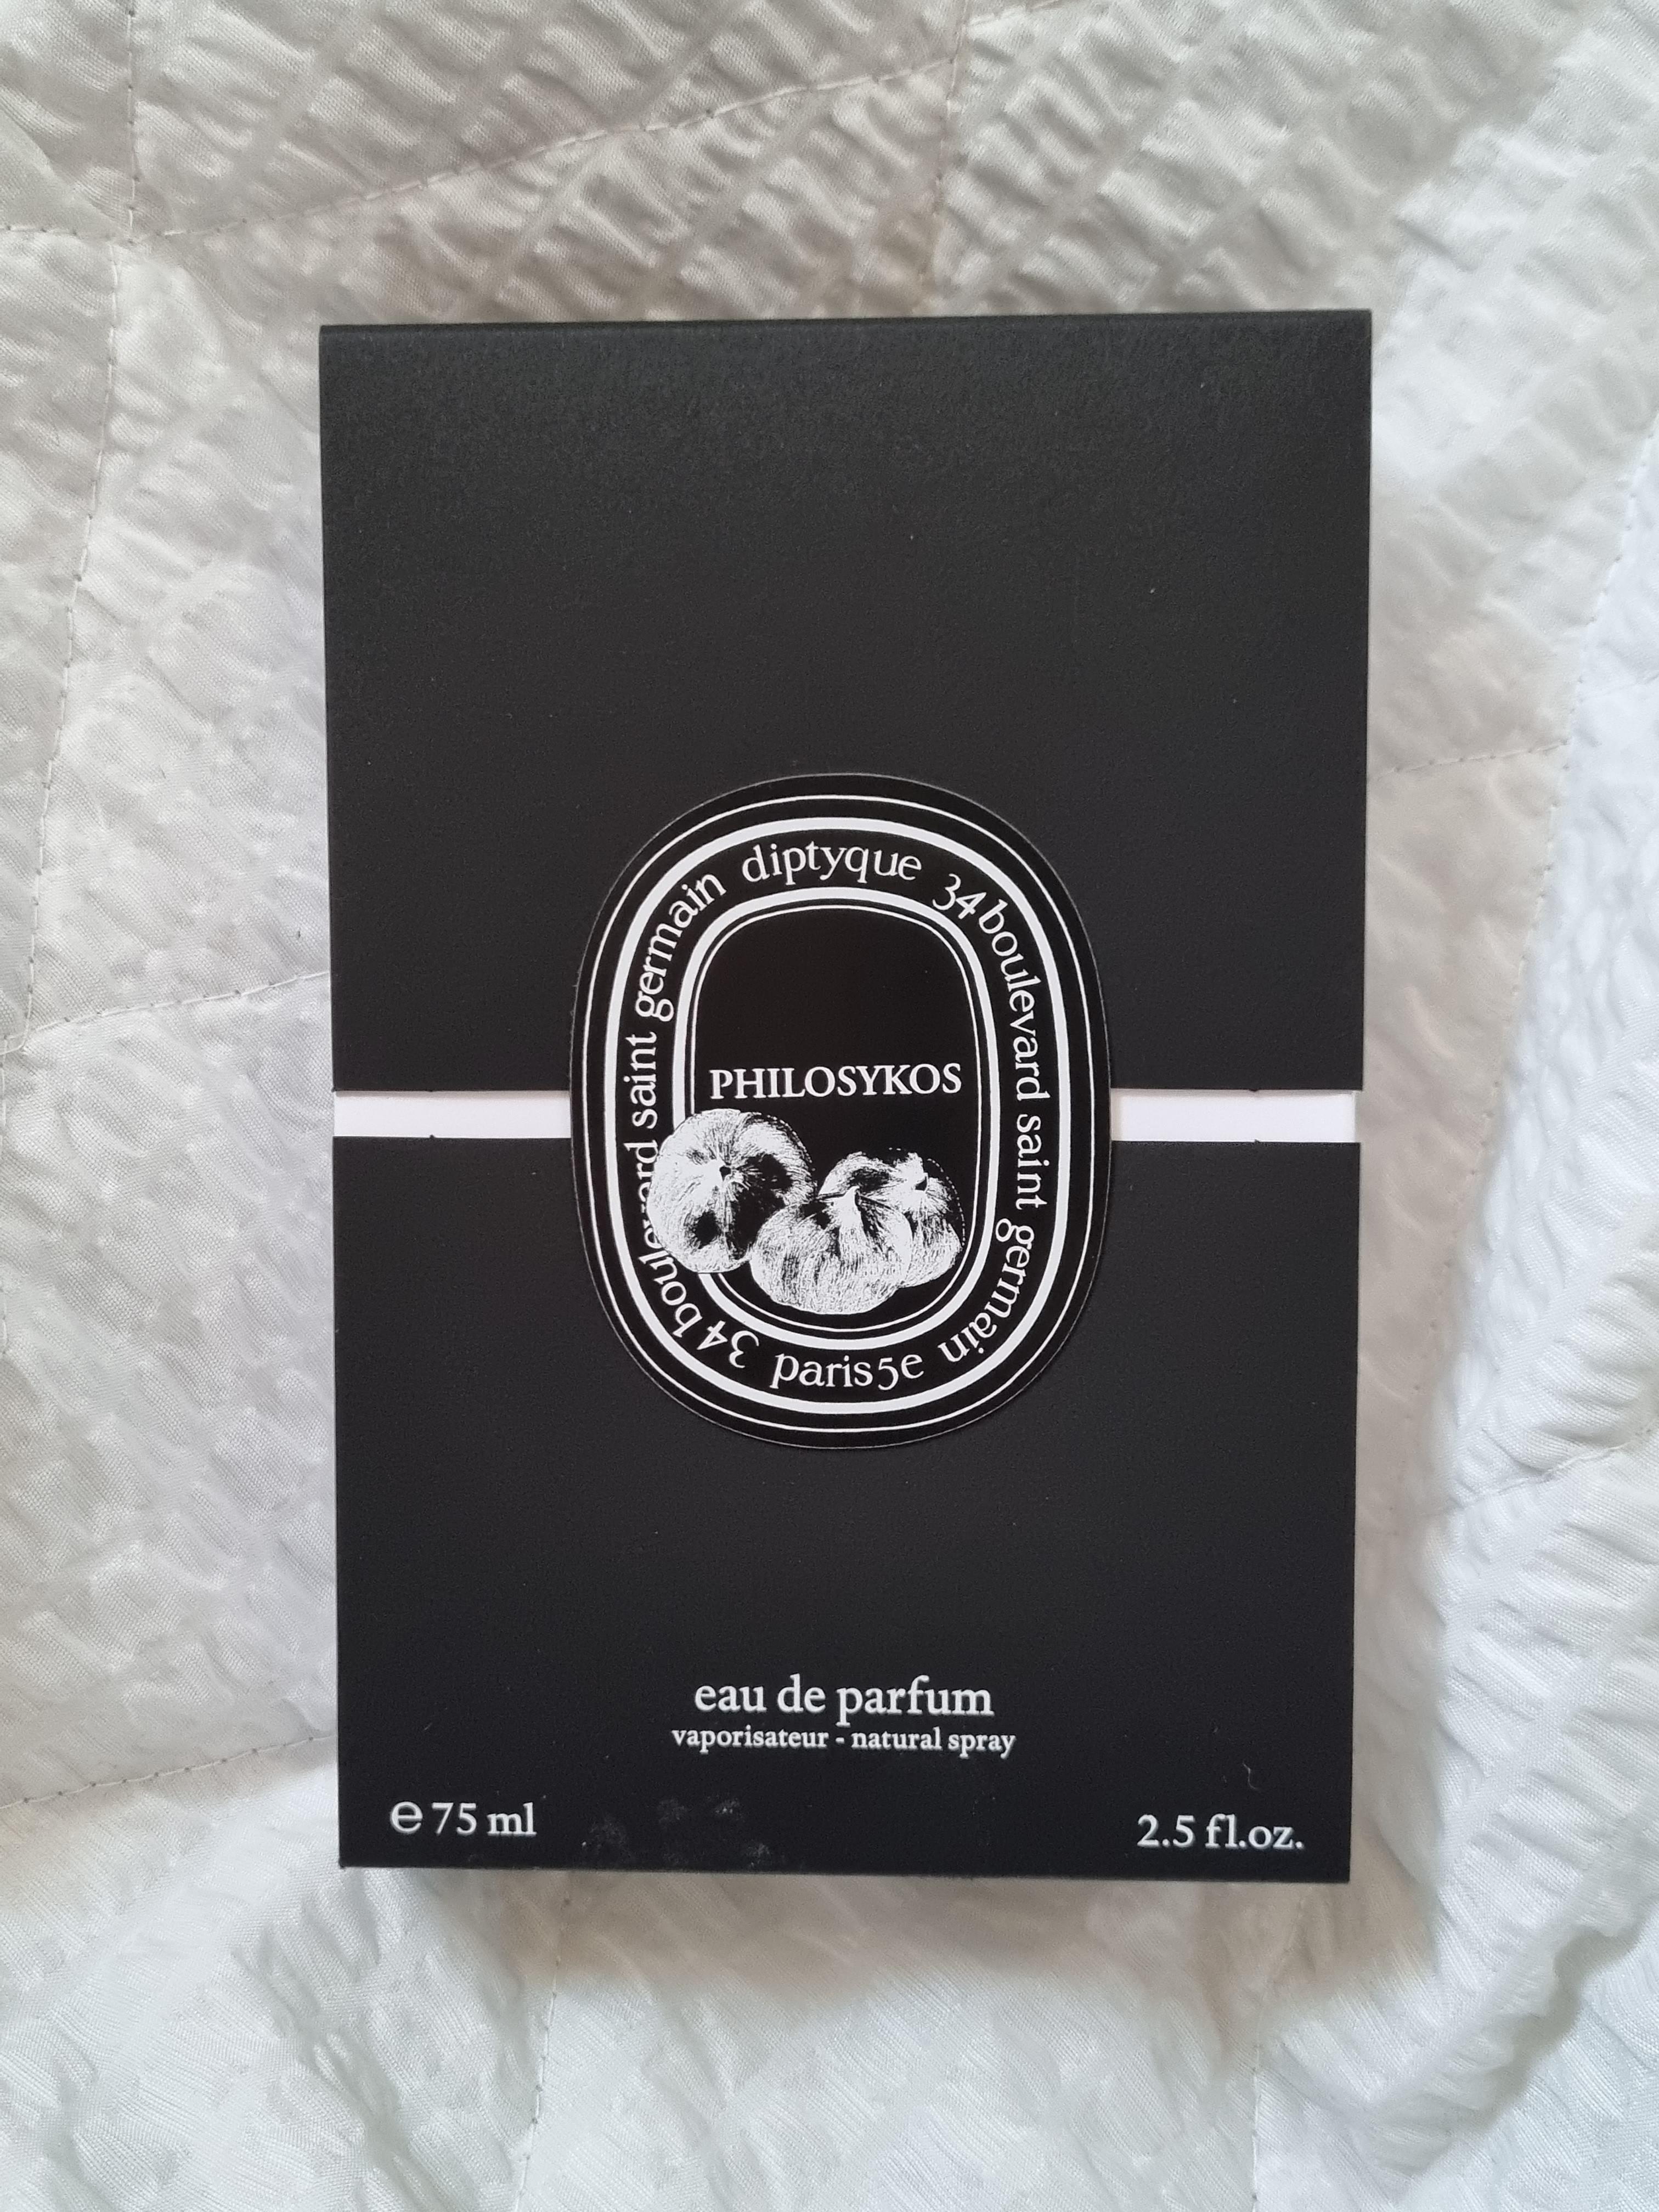 diptyque 34 boulevard saint germain
paris5e
34 boulevard saint germain
PHILOSYKOS
eau de parfum
vaporisateur - natural spray
e 75 ml
2.5 fl.oz.